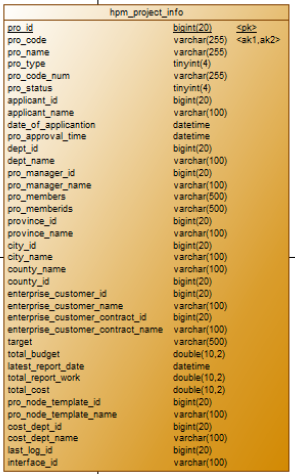 hpm_project_info
pro_id bigint(20) <pk>
pro_code varchar(255) <ak1,ak2>
pro_name varchar(255)
pro_type tinyint(4)
pro_code_num varchar(255)
pro_status tinyint(4)
applicant_id bigint(20)
applicant_name varchar(100)
date_of_applicantion datetime
pro_approval_time datetime
dept_id bigint(20)
dept_name varchar(100)
pro_manager_id bigint(20)
pro_manager_name varchar(100)
pro_members varchar(500)
pro_memberids varchar(500)
province_id bigint(20)
province_name varchar(100)
city_id bigint(20)
city_name varchar(100)
county_name varchar(100)
county_id bigint(20)
enterprise_customer_id bigint(20)
enterprise_customer_name varchar(100)
enterprise_customer_contract_id bigint(20)
enterprise_customer_contract_name varchar(100)
target varchar(500)
total_budget double(10,2)
latest_report_date datetime
total_report_work double(10,2)
total_cost double(10,2)
pro_node_template_id bigint(20)
pro_node_template_name varchar(100)
cost_dept_id bigint(20)
cost_dept_name varchar(100)
last_log_id bigint(20)
interface_id varchar(100)